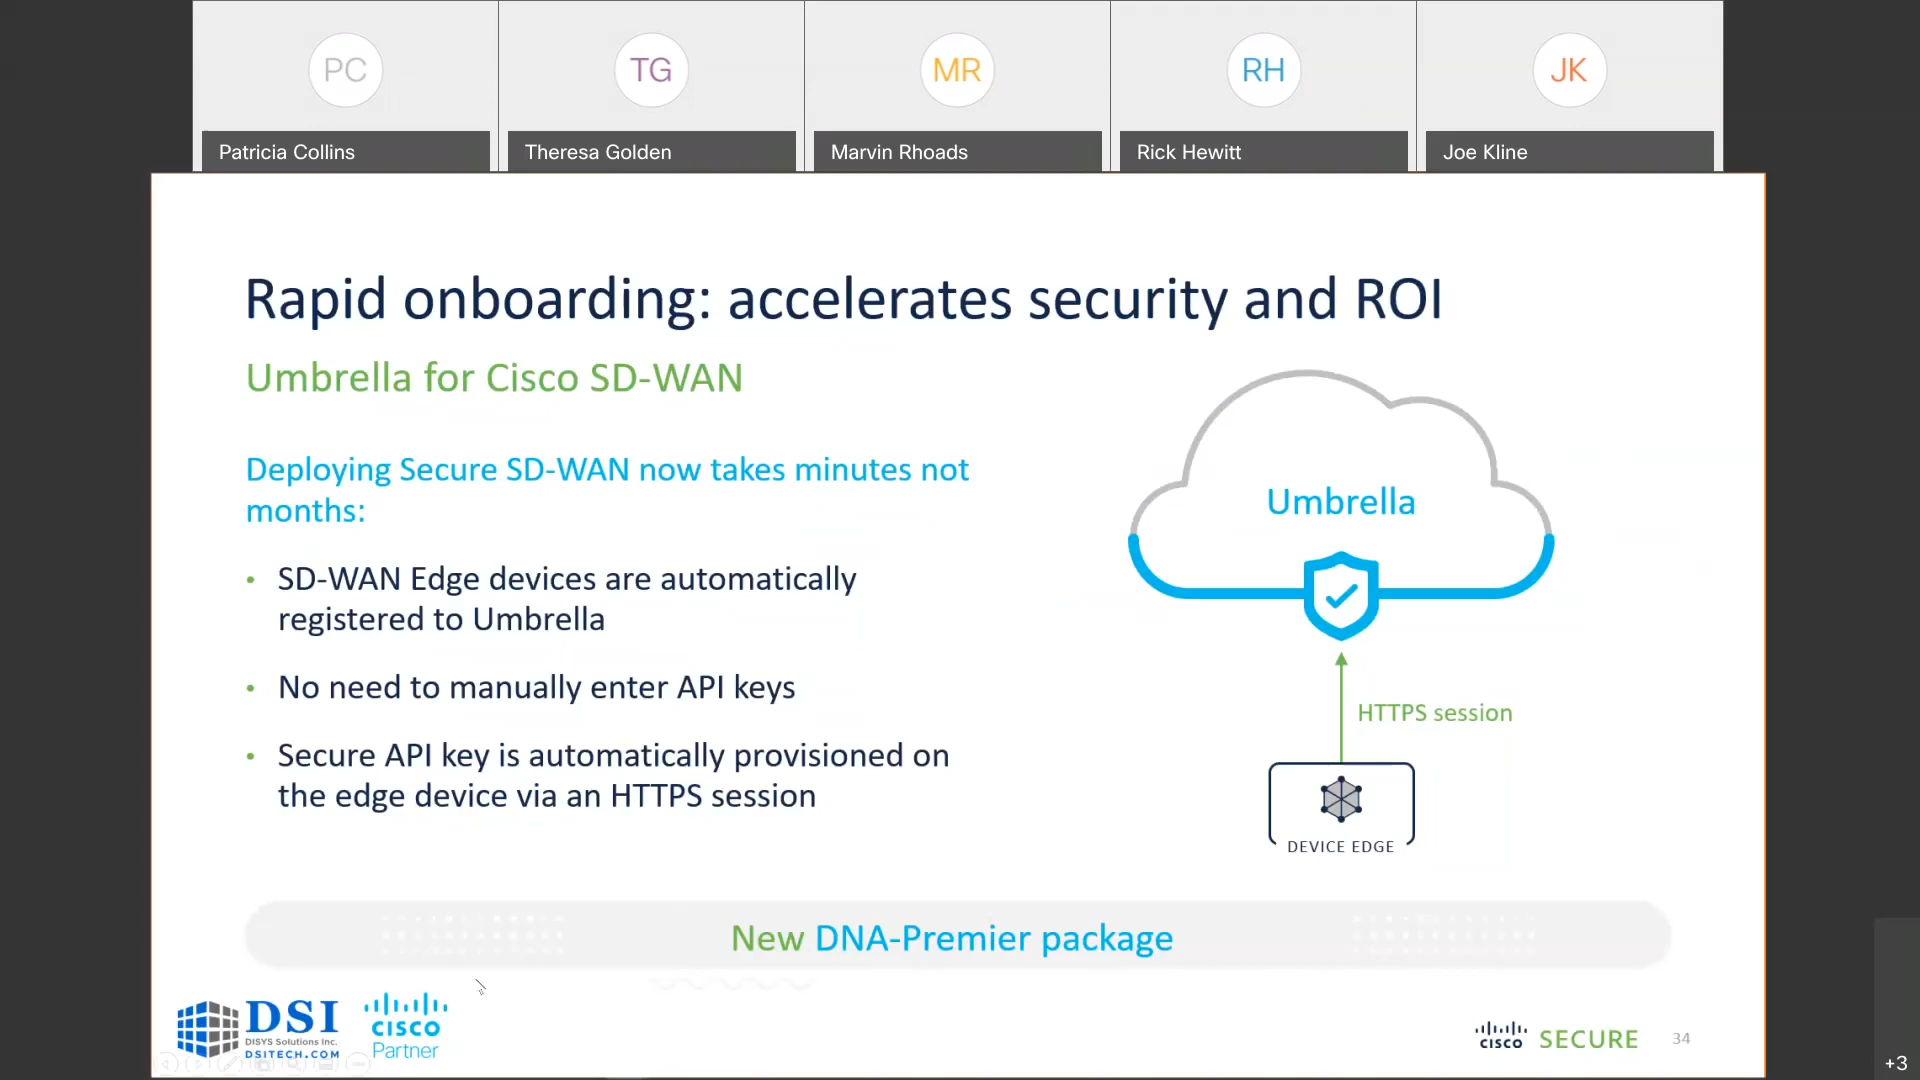 PC
TG
MR
RH
JK
Patricia Collins
Theresa Golden
Marvin Rhoads
Rick Hewitt
Joe Kline
Rapid onboarding: accelerates security and ROI
Umbrella for Cisco SD-WAN
Deploying Secure SD-WAN now takes minutes not
months:
• SD-WAN Edge devices are automatically
registered to Umbrella
• No need to manually enter API keys
• Secure API key is automatically provisioned on
the edge device via an HTTPS session
Umbrella
HTTPS session
DEVICE EDGE
New DNA-Premier package
DSI
DISYS Solutions Inc.
DSITECH.COM
CISCO
Partner
CISCO SECURE
34
+3